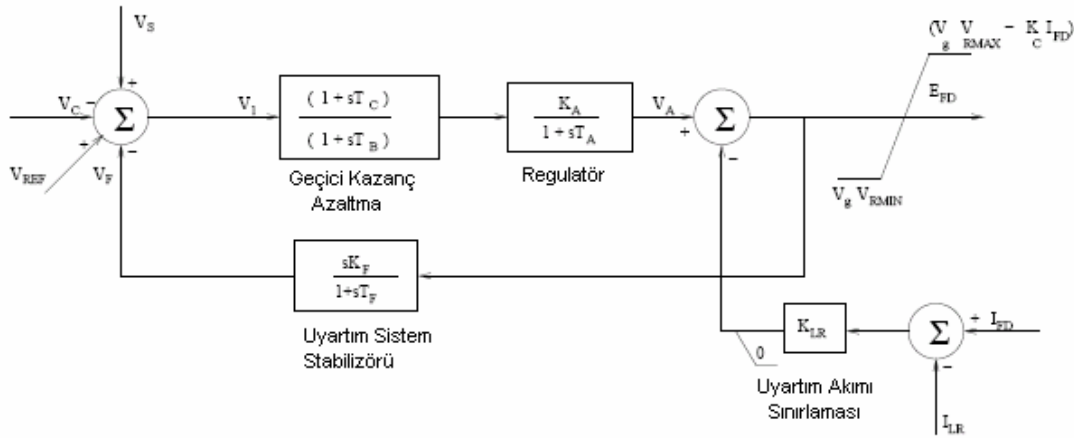 V_S
(V_g V_RMAX − K_C I_FD)
V_C − + Σ + −
V_REF
V_F
V_1
(1 + sT_C)
(1 + sT_B)
Geçici Kazanç
Azaltma
K_A
1 + sT_A
Regulatör
V_A + Σ −
E_FD
V_g V_RMIN
sK_F
1+sT_F
Uyartım Sistem
Stabilizörü
0
K_LR
Σ + I_FD
−
I_LR
Uyartım Akımı
Sınırlaması